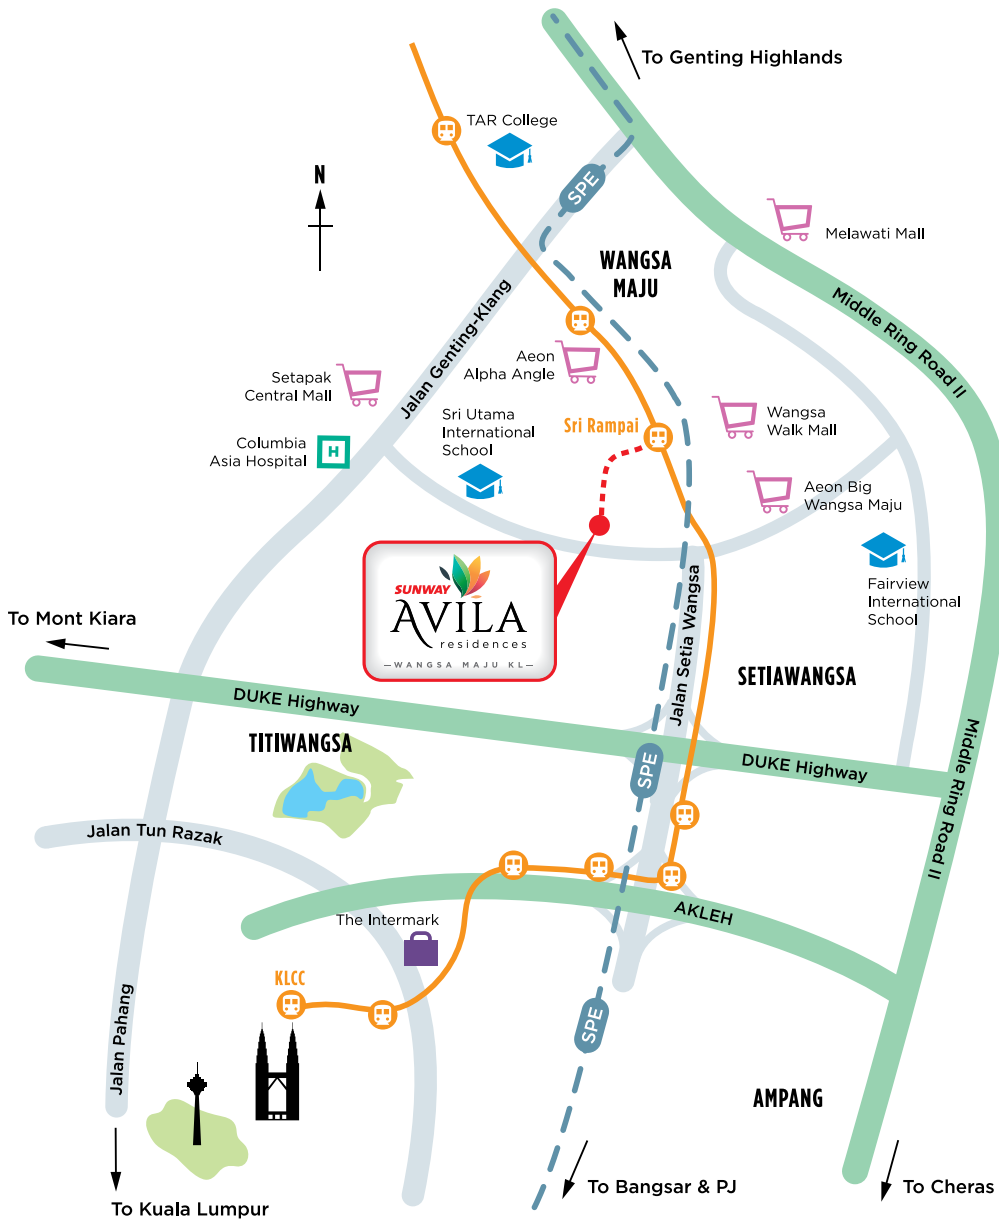 To Genting Highlands
TAR College
N
SPE
Melawati Mall
WANGSA
MAJU
Middle Ring Road II
Jalan Genting-Klang
Aeon
Alpha Angle
Setapak
Central Mall
Sri Utama
International
School
Sri Rampai
Wangsa
Walk Mall
Columbia
Asia Hospital
H
Aeon Big
Wangsa Maju
Fairview
International
School
SUNWAY
AVILA
residences
—WANGSA MAJU KL—
Jalan Setia Wangsa
To Mont Kiara
SETIAWANGSA
DUKE Highway
TITIWANGSA
SPE
DUKE Highway
Middle Ring Road II
Jalan Tun Razak
The Intermark
AKLEH
KLCC
SPE
Jalan Pahang
AMPANG
To Bangsar & PJ
To Cheras
To Kuala Lumpur